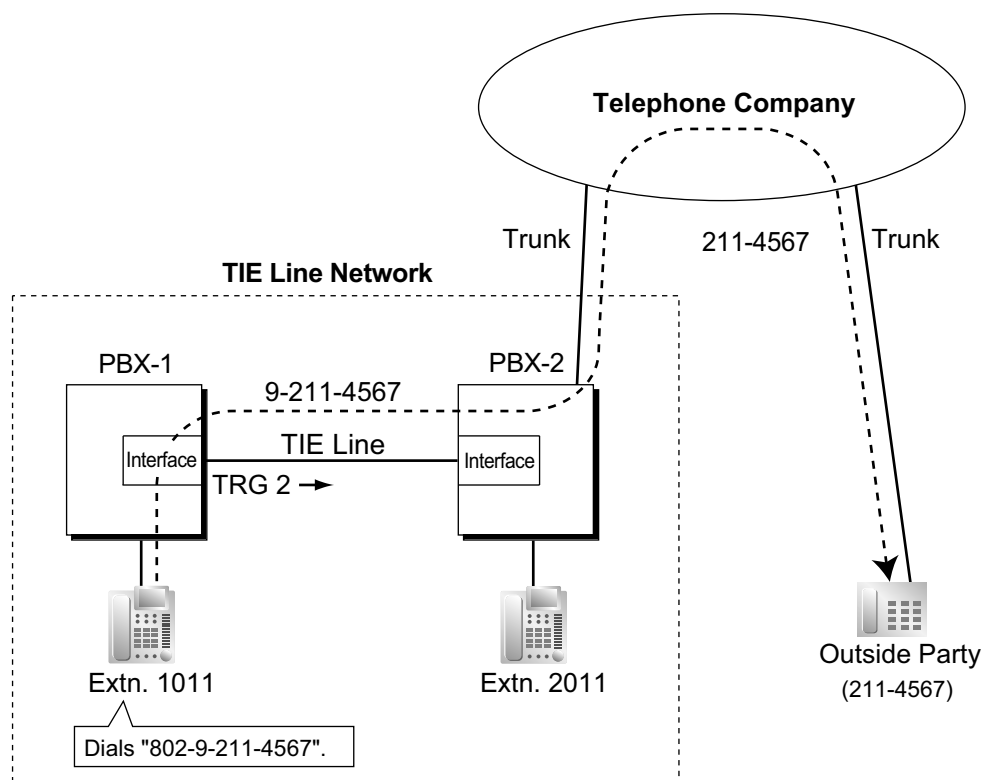 Telephone Company
Trunk
211-4567
Trunk
TIE Line Network
PBX-1
PBX-2
9-211-4567
Interface
TIE Line
Interface
TRG 2
Extn. 1011
Extn. 2011
Outside Party
(211-4567)
Dials "802-9-211-4567".